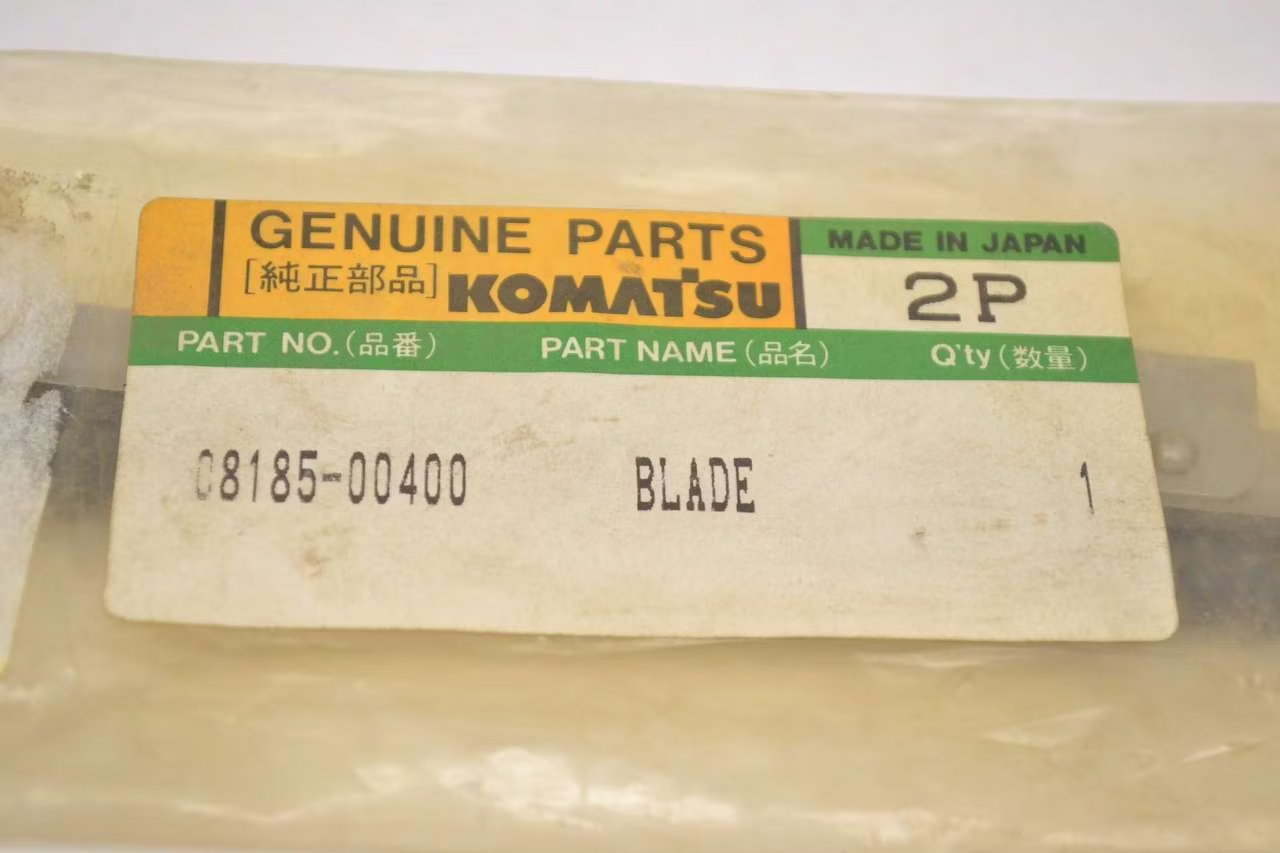 GENUINE PARTS
[純正部品] KOMATSU
MADE IN JAPAN
2P
PART NO.(品番) PART NAME(品名) Q'ty(数量)
08185-00400 BLADE 1